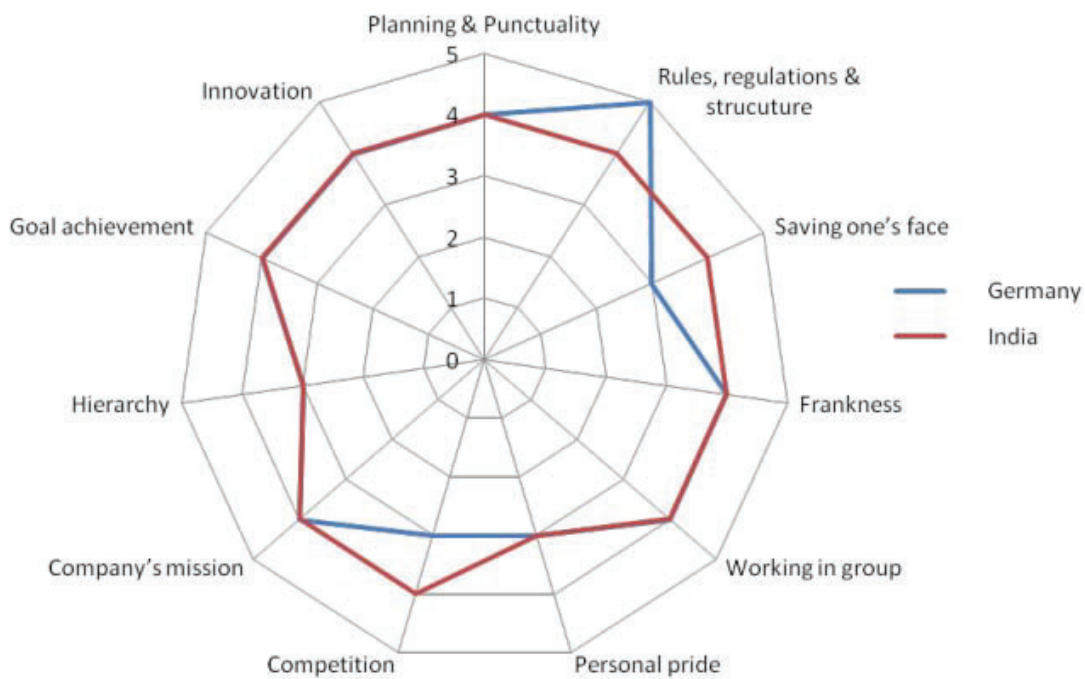 Planning & Punctuality
5
4
3
2
1
0
Rules, regulations &
strucuture
Saving one's face
Frankness
Working in group
Personal pride
Competition
Company's mission
Hierarchy
Goal achievement
Innovation
Germany
India